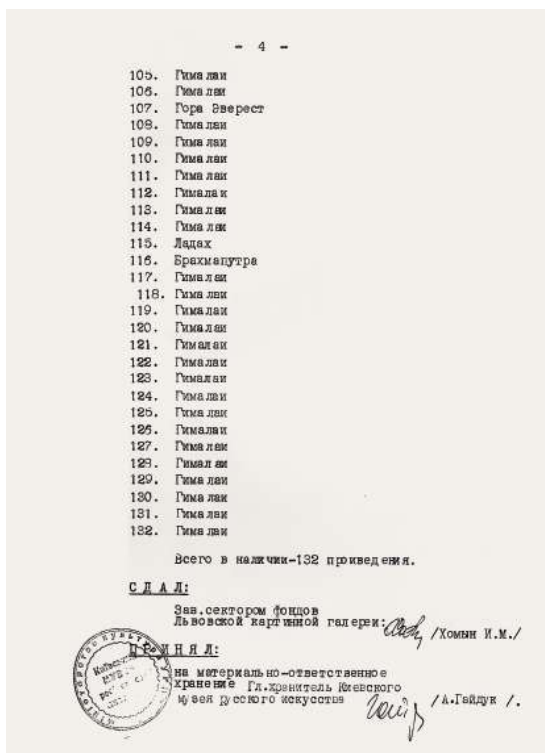 - 4 -
105. Гималаи
106. Гималаи
107. Гора Эверест
108. Гималаи
109. Гималаи
110. Гималаи
111. Гималаи
112. Гималаи
113. Гималаи
114. Гималаи
115. Ладах
116. Брахмапутра
117. Гималаи
118. Гималаи
119. Гималаи
120. Гималаи
121. Гималаи
122. Гималаи
123. Гималаи
124. Гималаи
125. Гималаи
126. Гималаи
127. Гималаи
128. Гималаи
129. Гималаи
130. Гималаи
131. Гималаи
132. Гималаи
Всего в наличии-132 произведения.
СДАЛ:
Зав.сектором фондов
Львовской картинной галереи: /Хомын И.М./
ПРИНЯЛ:
на материально-ответственное
хранение Гл.хранитель Киевского
музея русского искусства /А.Гайдук /.